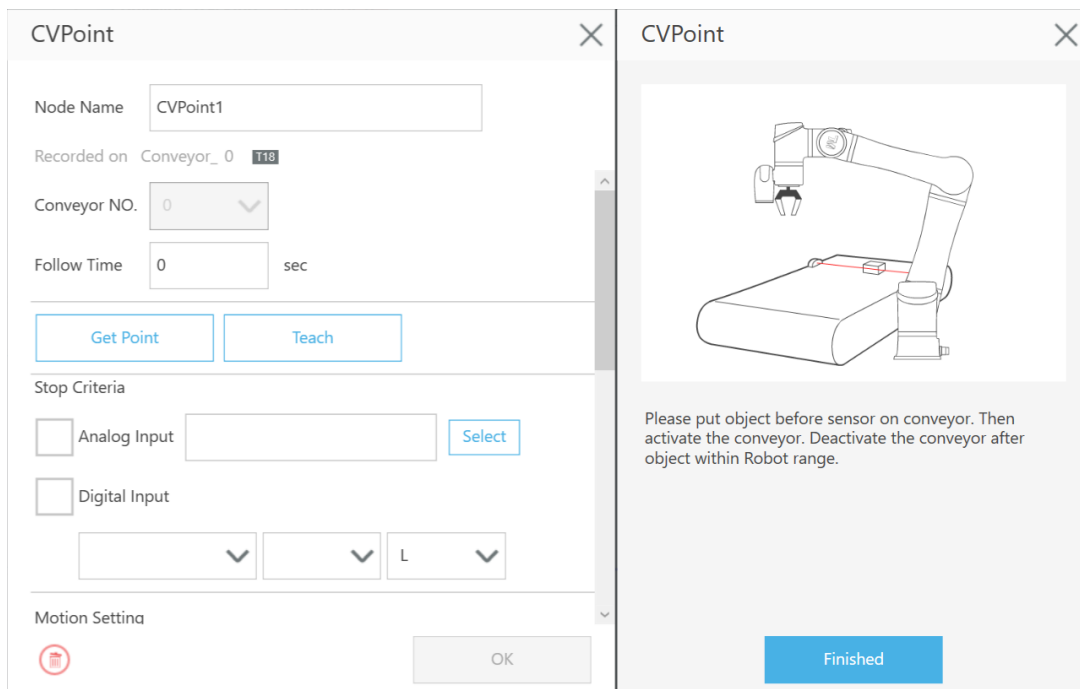 CVPoint
Node Name CVPoint1
Recorded on Conveyor_ 0 T18
Conveyor NO. 0
Follow Time 0 sec
Get Point Teach
Stop Criteria
Analog Input Select
Digital Input
L
Motion Setting
OK
CVPoint
Please put object before sensor on conveyor. Then
activate the conveyor. Deactivate the conveyor after
object within Robot range.
Finished